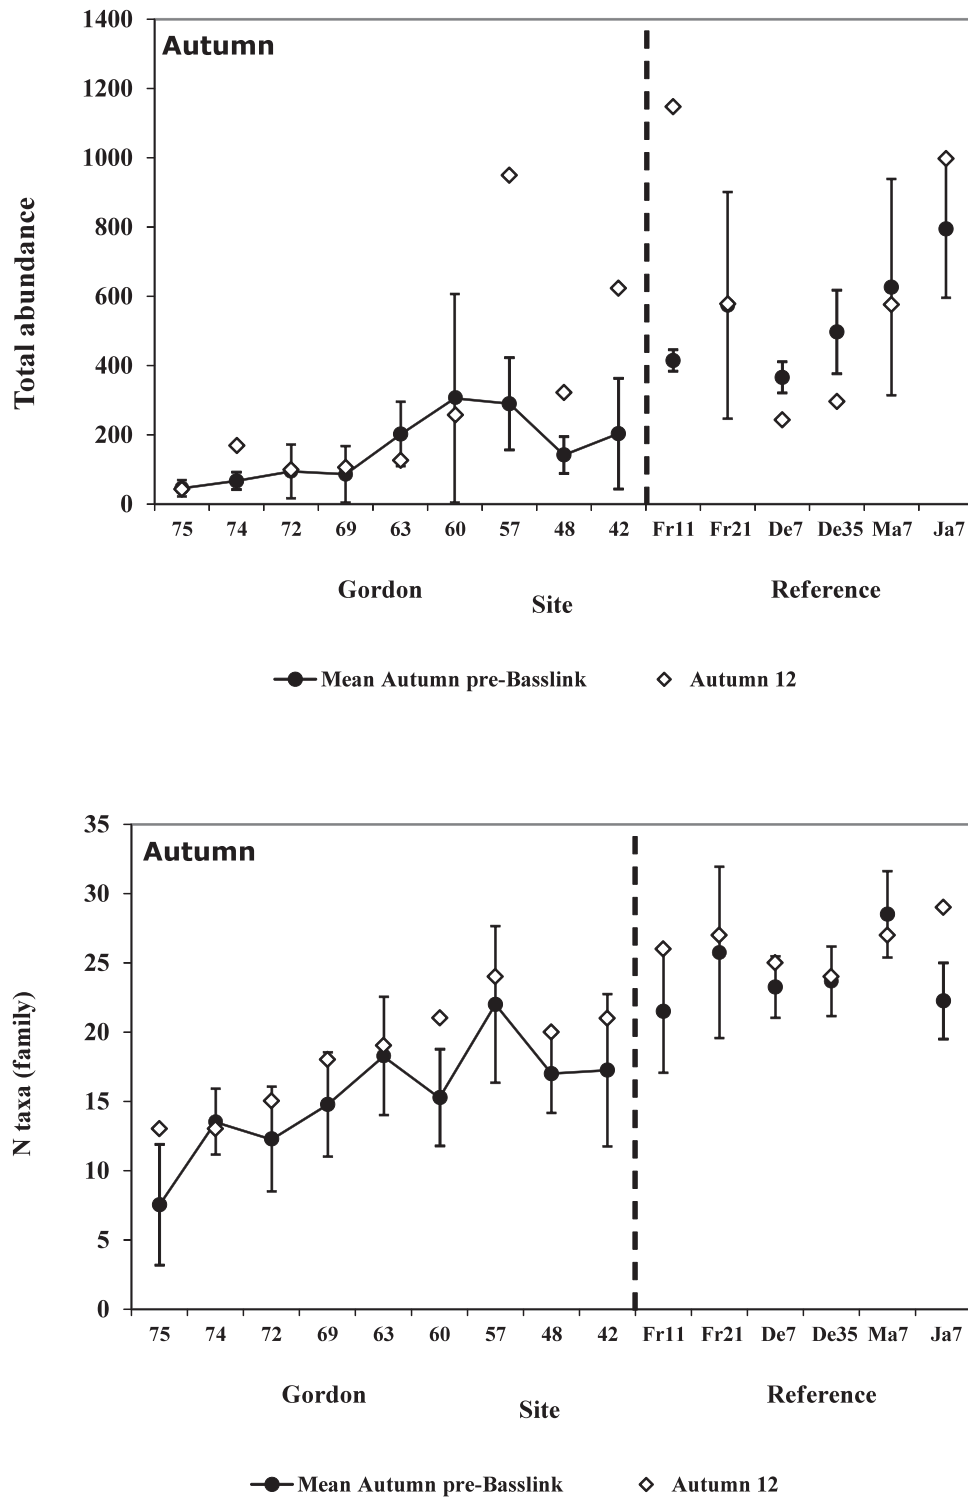 1400
Autumn
1200
1000
800
600
400
200
0
Total abundance
75 74 72 69 63 60 57 48 42 Fr11 Fr21 De7 De35 Ma7 Ja7
Gordon Reference
Site
Mean Autumn pre-Basslink Autumn 12
35
Autumn
30
25
20
15
10
5
0
N taxa (family)
75 74 72 69 63 60 57 48 42 Fr11 Fr21 De7 De35 Ma7 Ja7
Gordon Reference
Site
Mean Autumn pre-Basslink Autumn 12